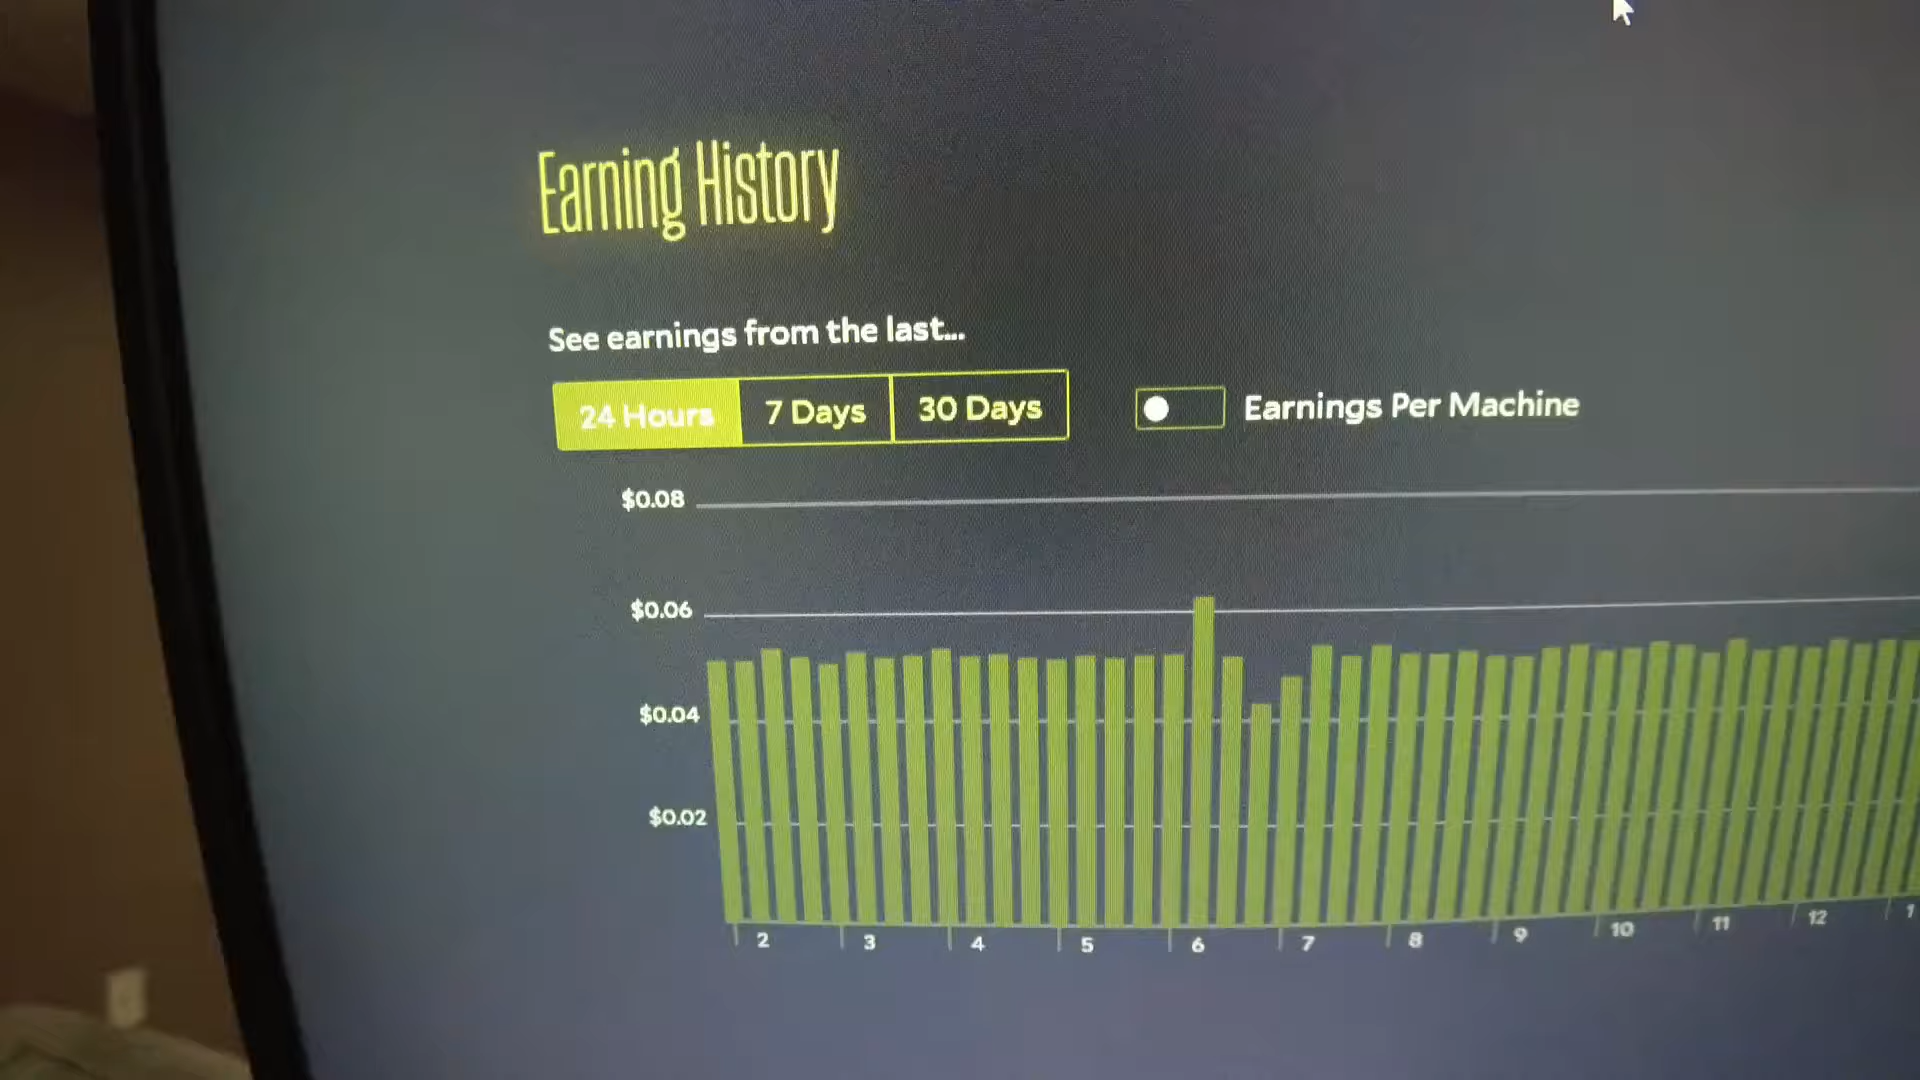 Earning History
See earnings from the last...
24 Hours 7 Days 30 Days Earnings Per Machine
$0.08
$0.06
$0.04
$0.02
2 3 4 5 6 7 8 9 10 11 12 1